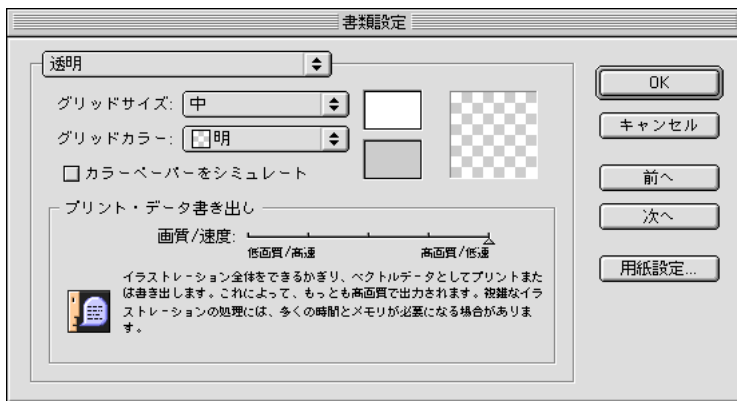 書類設定
透明
グリッドサイズ: 中
グリッドカラー: 明
カラーペーパーをシミュレート
プリント・データ書き出し
画質/速度:
低画質/高速 高画質/低速
イラストレーション全体をできるかぎり、ベクトルデータとしてプリントまた
は書き出します。これによって、もっとも高画質で出力されます。複雑なイラ
ストレーションの処理には、多くの時間とメモリが必要になる場合がありま
す。
OK
キャンセル
前へ
次へ
用紙設定...